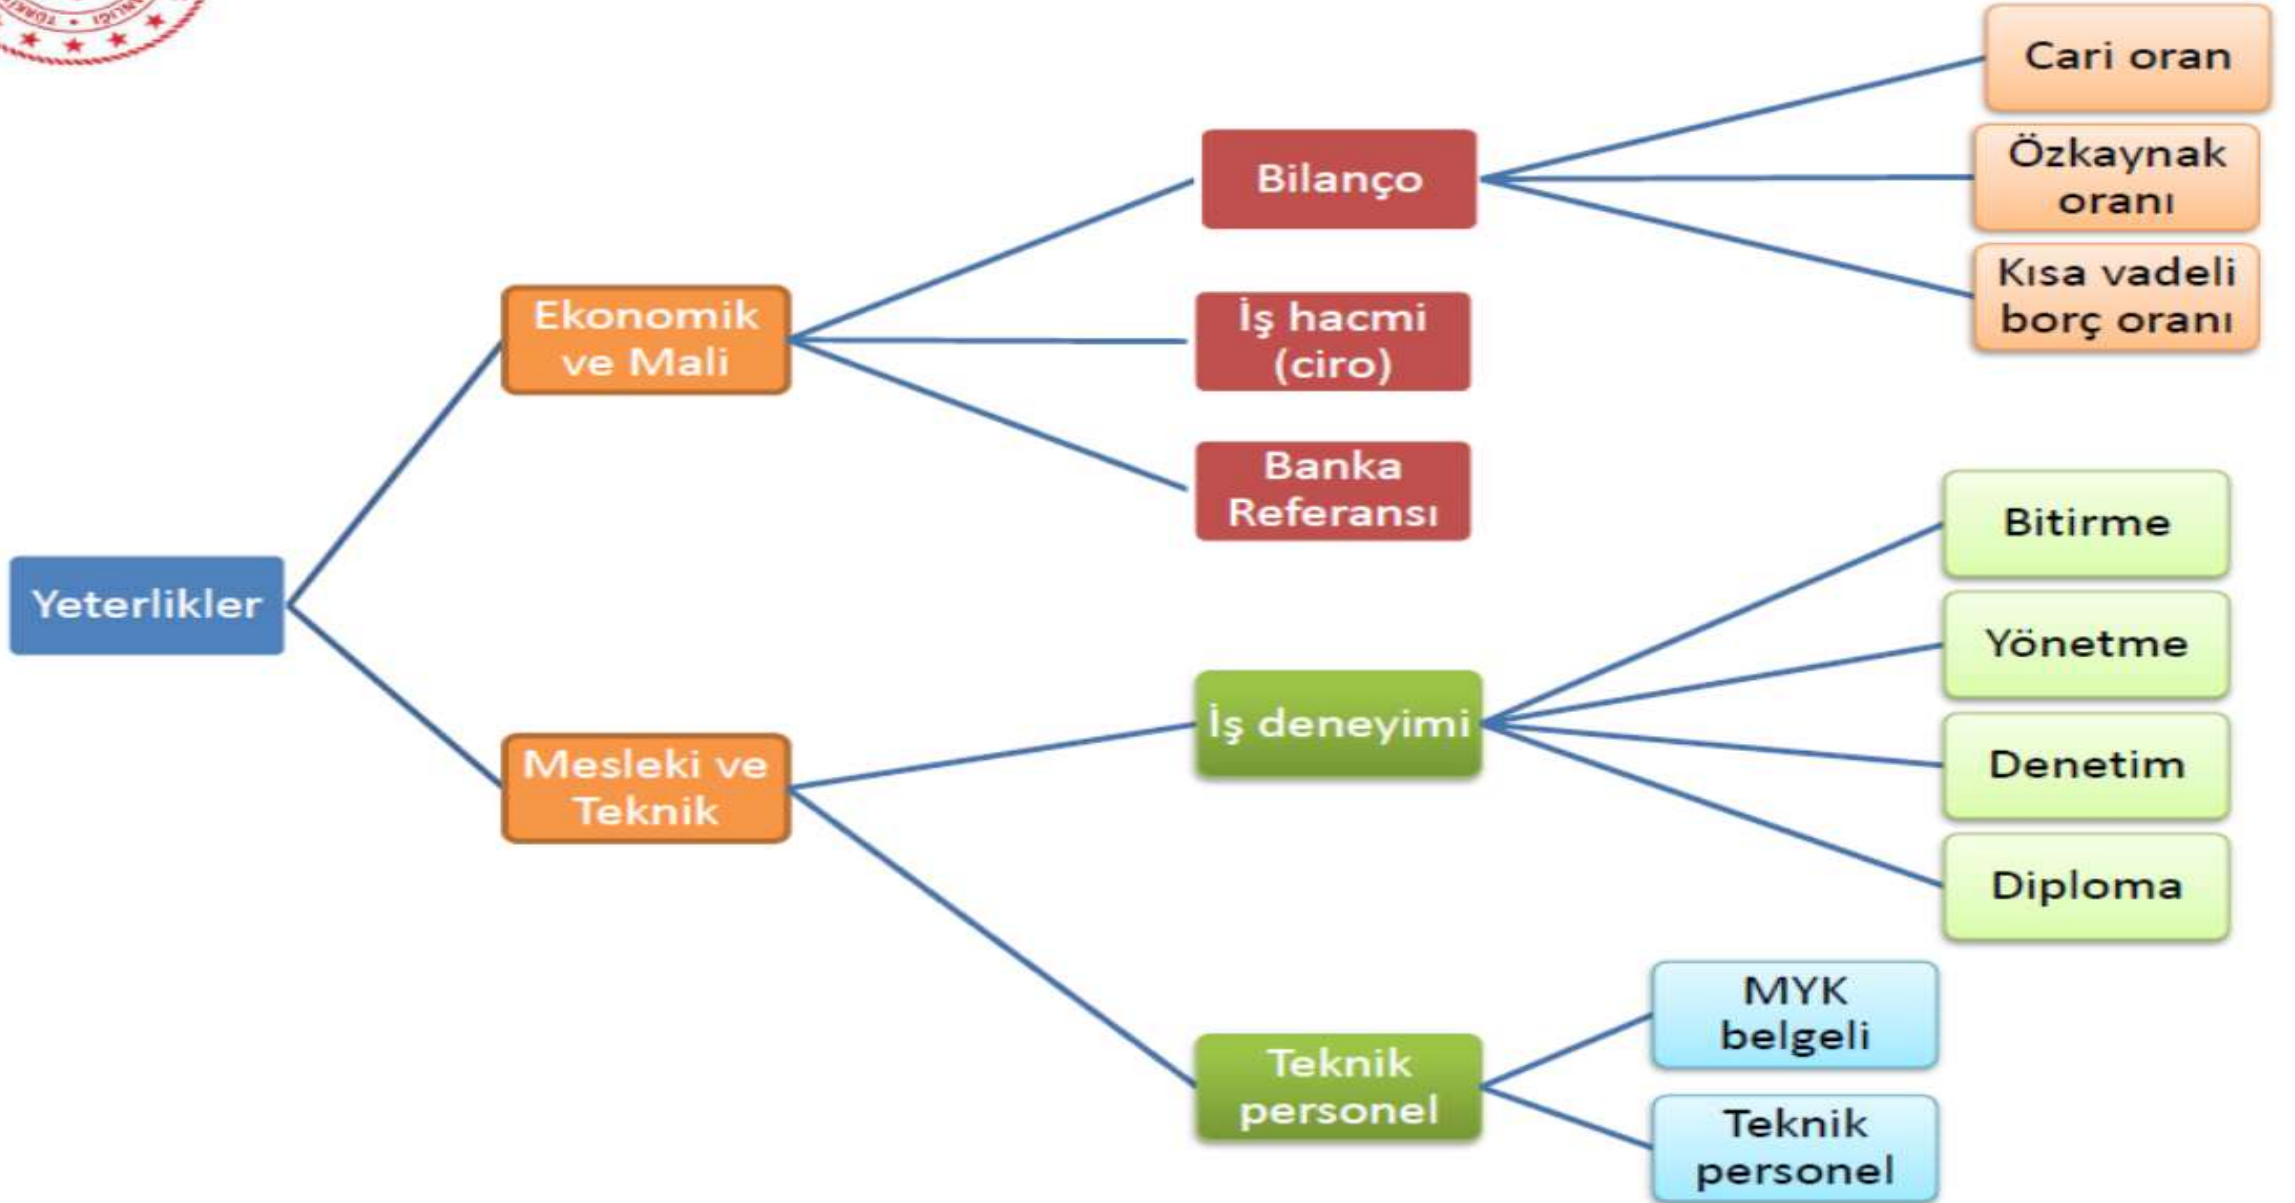 Cari oran
Bilanço
Özkaynak
oranı
Kısa vadeli
borç oranı
Ekonomik
ve Mali
İş hacmi
(ciro)
Banka
Referansı
Yeterlikler
Mesleki ve
Teknik
İş deneyimi
Bitirme
Yönetme
Denetim
Diploma
Teknik
personel
MYK
belgeli
Teknik
personel